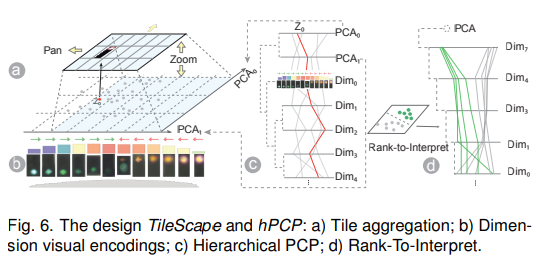 Pan
Zoom
a
Z₀
PCA₀
PCA₁
b
Z₀
PCA₀
PCA₁
Dim₀
Dim₁
Dim₂
Dim₃
Dim₄
c
Rank-to-Interpret
PCA
Dim₇
Dim₄
Dim₃
Dim₁
Dim₀
d
Fig. 6. The design TileScape and hPCP: a) Tile aggregation; b) Dimen-
sion visual encodings; c) Hierarchical PCP; d) Rank-To-Interpret.